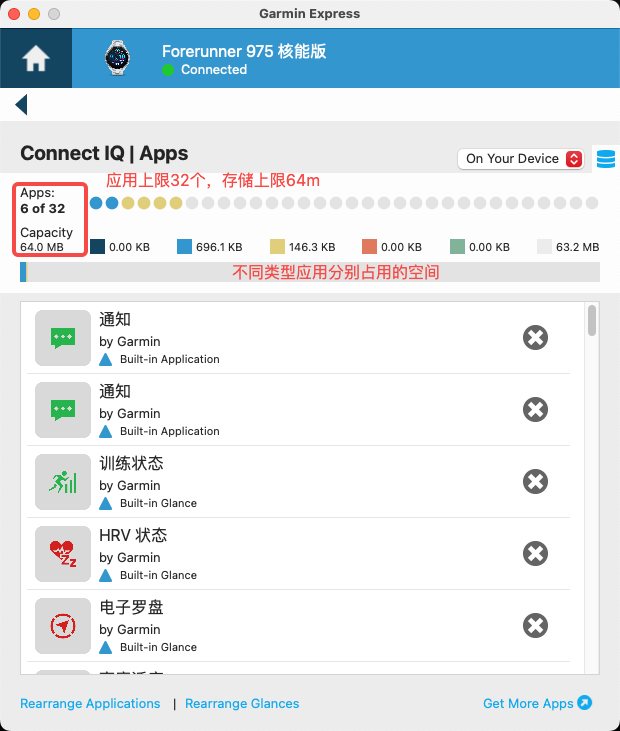 Garmin Express
Forerunner 975 核能版
Connected
Connect IQ | Apps
On Your Device
应用上限32个，存储上限64m
Apps:
6 of 32
Capacity
64.0 MB
0.00 KB
696.1 KB
146.3 KB
0.00 KB
0.00 KB
63.2 MB
不同类型应用分别占用的空间
通知
by Garmin
Built-in Application
通知
by Garmin
Built-in Application
训练状态
by Garmin
Built-in Glance
HRV 状态
by Garmin
Built-in Glance
电子罗盘
by Garmin
Built-in Glance
Rearrange Applications | Rearrange Glances
Get More Apps